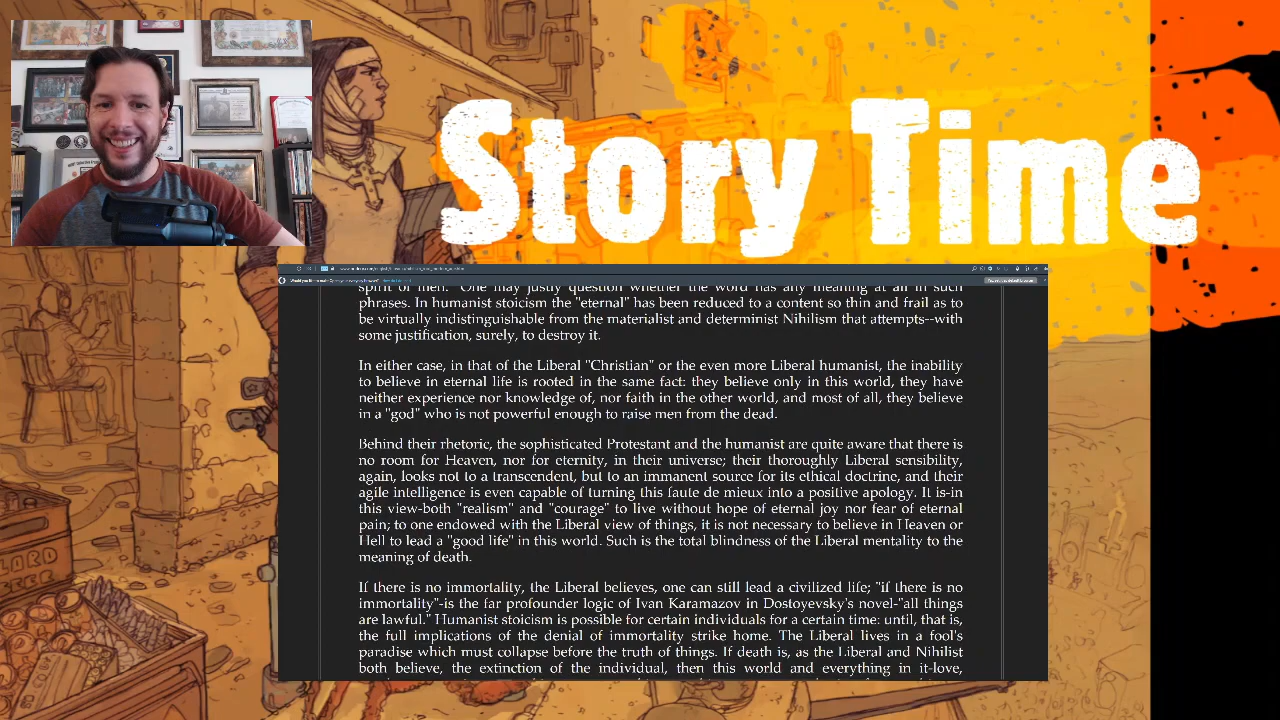 Story Time
Would you like to make Opera your everyday browser?
spirit of men." One may justly question whether the word has any meaning at all in such
phrases. In humanist stoicism the "eternal" has been reduced to a content so thin and frail as to
be virtually indistinguishable from the materialist and determinist Nihilism that attempts--with
some justification, surely, to destroy it.
In either case, in that of the Liberal "Christian" or the even more Liberal humanist, the inability
to believe in eternal life is rooted in the same fact: they believe only in this world, they have
neither experience nor knowledge of, nor faith in the other world, and most of all, they believe
in a "god" who is not powerful enough to raise men from the dead.
Behind their rhetoric, the sophisticated Protestant and the humanist are quite aware that there is
no room for Heaven, nor for eternity, in their universe; their thoroughly Liberal sensibility,
again, looks not to a transcendent, but to an immanent source for its ethical doctrine, and their
agile intelligence is even capable of turning this faute de mieux into a positive apology. It is-in
this view-both "realism" and "courage" to live without hope of eternal joy nor fear of eternal
pain; to one endowed with the Liberal view of things, it is not necessary to believe in Heaven or
Hell to lead a "good life" in this world. Such is the total blindness of the Liberal mentality to the
meaning of death.
If there is no immortality, the Liberal believes, one can still lead a civilized life; "if there is no
immortality"-is the far profounder logic of Ivan Karamazov in Dostoyevsky's novel-"all things
are lawful." Humanist stoicism is possible for certain individuals for a certain time: until, that is,
the full implications of the denial of immortality strike home. The Liberal lives in a fool's
paradise which must collapse before the truth of things. If death is, as the Liberal and Nihilist
both believe, the extinction of the individual, then this world and everything in it-love,